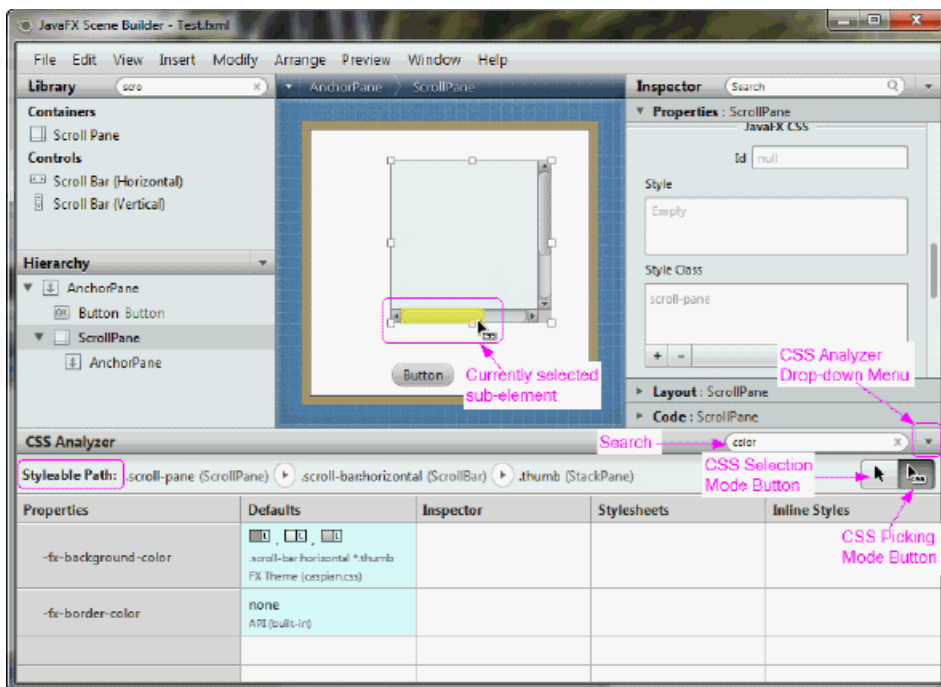 JavaFX Scene Builder - Test.fxml
File Edit View Insert Modify Arrange Preview Window Help
Library
scro
AnchorPane
ScrollPane
Inspector
Search
Containers
Scroll Pane
Controls
Scroll Bar (Horizontal)
Scroll Bar (Vertical)
Properties : ScrollPane
JavaFX CSS
Id null
Style
Empty
Style Class
scroll-pane
+ -
Hierarchy
AnchorPane
Button Button
ScrollPane
AnchorPane
Button
Currently selected
sub-element
CSS Analyzer
Drop-down Menu
Layout : ScrollPane
Code : ScrollPane
CSS Analyzer
Search
color
Styleable Path: .scroll-pane (ScrollPane) .scroll-bar:horizontal (ScrollBar) .thumb (StackPane)
CSS Selection
Mode Button
Properties Defaults Inspector Stylesheets Inline Styles
CSS Picking
Mode Button
-fx-background-color
, ,
.scroll-bar:horizontal *.thumb
FX Theme (caspian.css)
-fx-border-color
none
API (built-in)